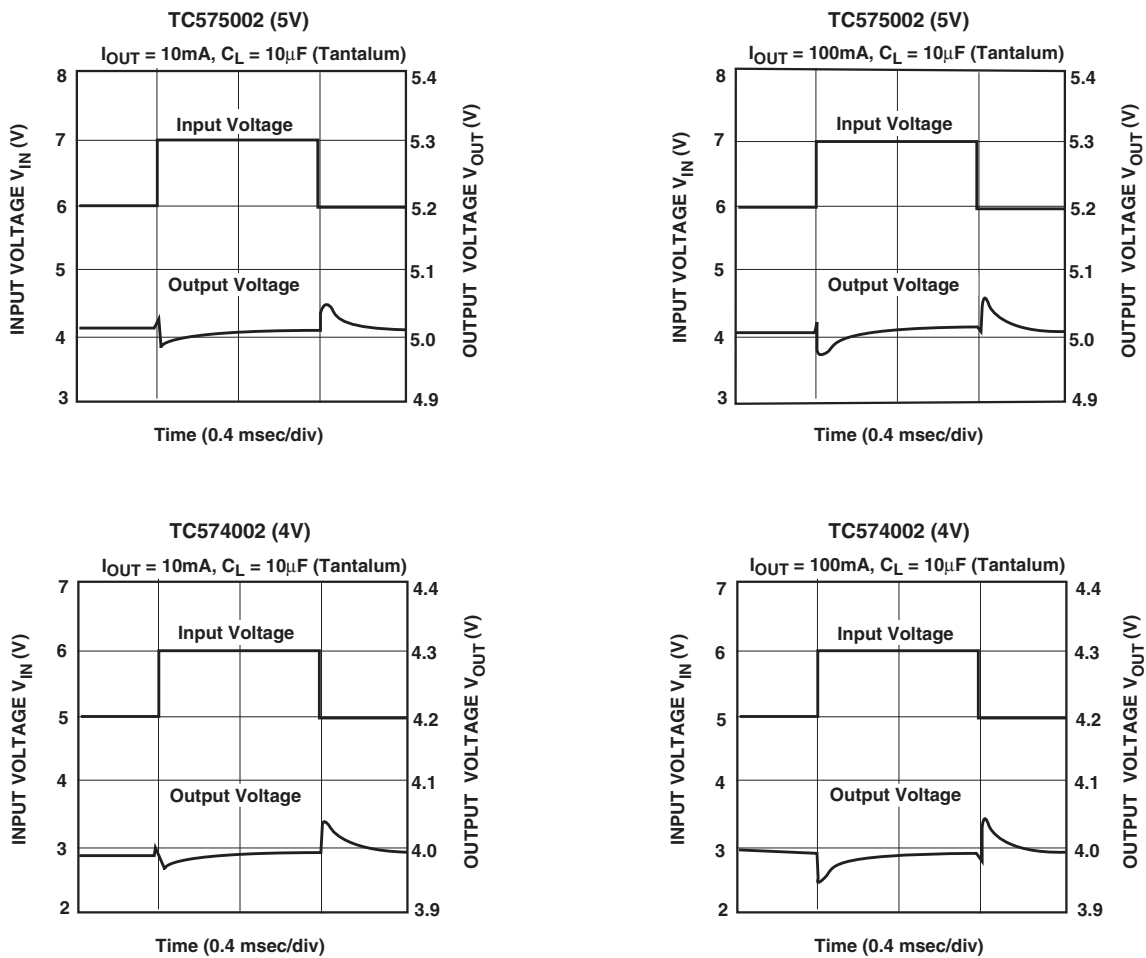 TC575002 (5V)
IOUT = 10mA, CL = 10µF (Tantalum)
8
7
6
5
4
3
5.4
5.3
5.2
5.1
5.0
4.9
INPUT VOLTAGE VIN (V)
OUTPUT VOLTAGE VOUT (V)
Input Voltage
Output Voltage
Time (0.4 msec/div)
TC575002 (5V)
IOUT = 100mA, CL = 10µF (Tantalum)
8
7
6
5
4
3
5.4
5.3
5.2
5.1
5.0
4.9
INPUT VOLTAGE VIN (V)
OUTPUT VOLTAGE VOUT (V)
Input Voltage
Output Voltage
Time (0.4 msec/div)
TC574002 (4V)
IOUT = 10mA, CL = 10µF (Tantalum)
7
6
5
4
3
2
4.4
4.3
4.2
4.1
4.0
3.9
INPUT VOLTAGE VIN (V)
OUTPUT VOLTAGE VOUT (V)
Input Voltage
Output Voltage
Time (0.4 msec/div)
TC574002 (4V)
IOUT = 100mA, CL = 10µF (Tantalum)
7
6
5
4
3
2
4.4
4.3
4.2
4.1
4.0
3.9
INPUT VOLTAGE VIN (V)
OUTPUT VOLTAGE VOUT (V)
Input Voltage
Output Voltage
Time (0.4 msec/div)